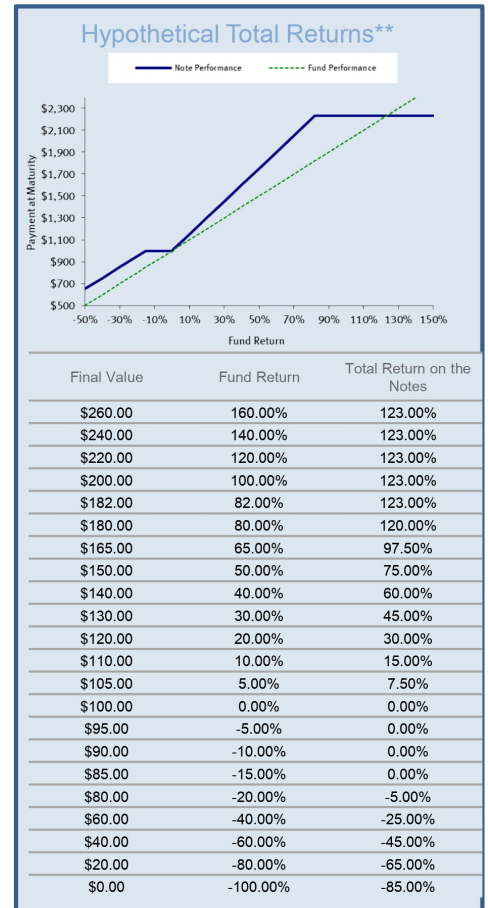 Hypothetical Total Returns**
Note Performance Fund Performance
Payment at Maturity
$2,300
$2,100
$1,900
$1,700
$1,500
$1,300
$1,100
$900
$700
$500
-50% -30% -10% 10% 30% 50% 70% 90% 110% 130% 150%
Fund Return
Final Value Fund Return Total Return on the
Notes
$260.00 160.00% 123.00%
$240.00 140.00% 123.00%
$220.00 120.00% 123.00%
$200.00 100.00% 123.00%
$182.00 82.00% 123.00%
$180.00 80.00% 120.00%
$165.00 65.00% 97.50%
$150.00 50.00% 75.00%
$140.00 40.00% 60.00%
$130.00 30.00% 45.00%
$120.00 20.00% 30.00%
$110.00 10.00% 15.00%
$105.00 5.00% 7.50%
$100.00 0.00% 0.00%
$95.00 -5.00% 0.00%
$90.00 -10.00% 0.00%
$85.00 -15.00% 0.00%
$80.00 -20.00% -5.00%
$60.00 -40.00% -25.00%
$40.00 -60.00% -45.00%
$20.00 -80.00% -65.00%
$0.00 -100.00% -85.00%